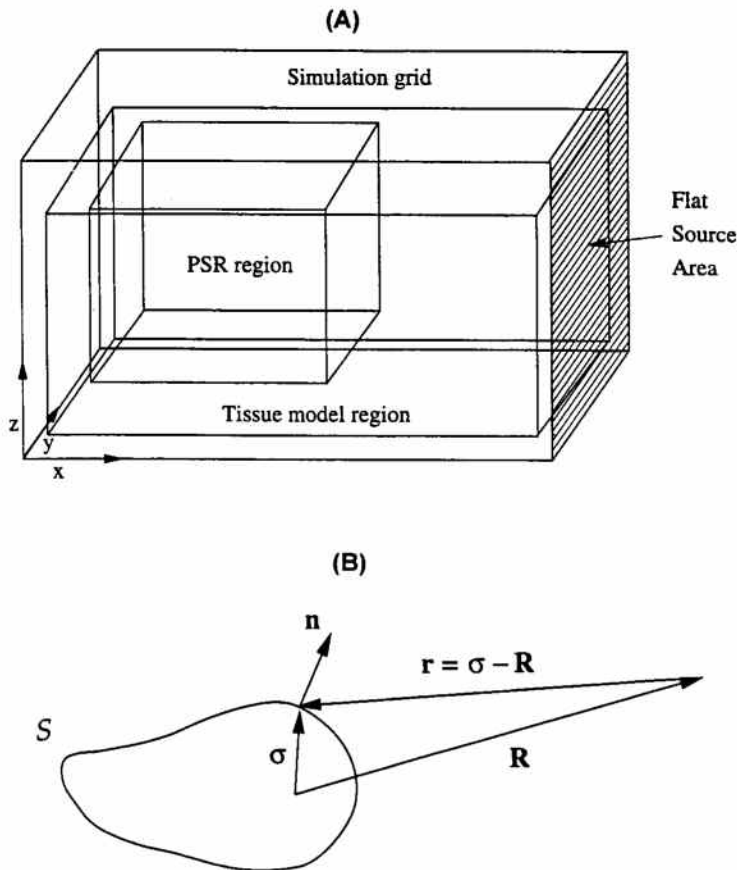 (A)
Simulation grid
Flat
Source
Area
PSR region
Tissue model region
z
y
x
(B)
n
r = σ – R
S
σ
R